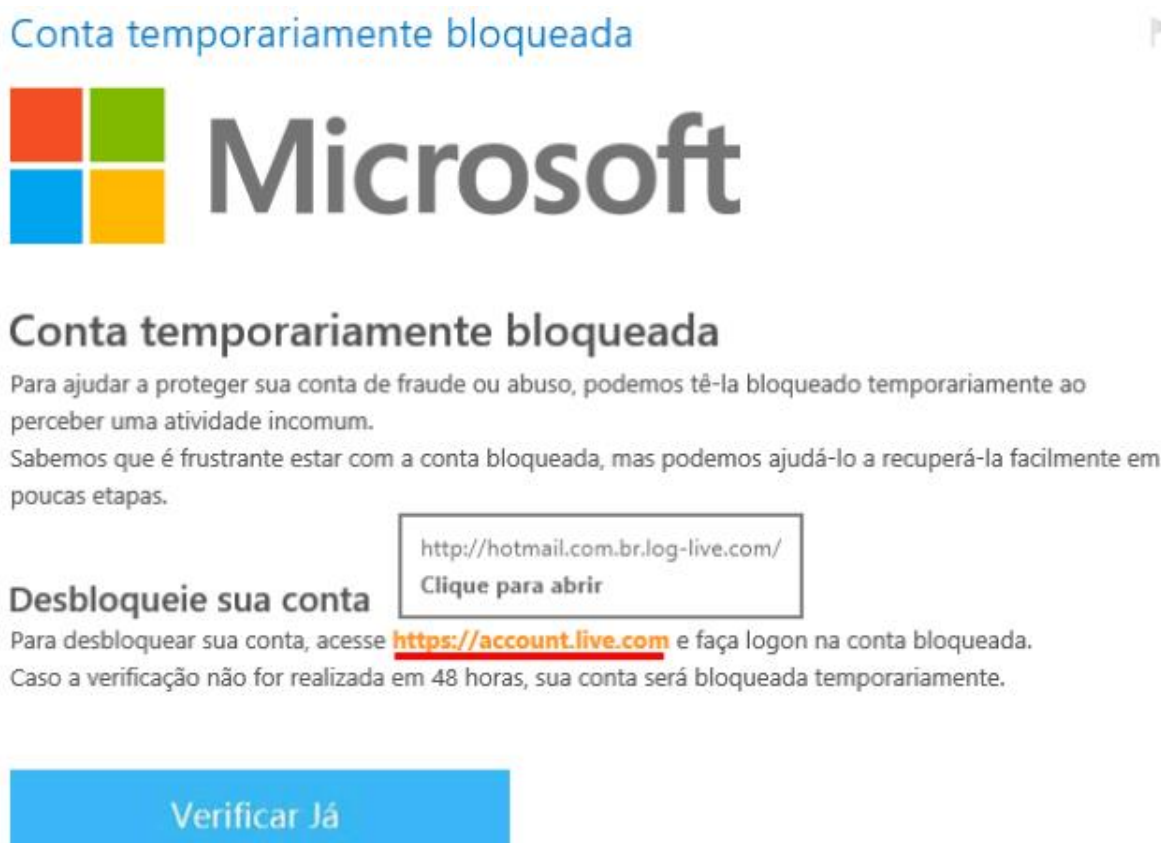 Conta temporariamente bloqueada
Microsoft
Conta temporariamente bloqueada
Para ajudar a proteger sua conta de fraude ou abuso, podemos tê-la bloqueado temporariamente ao
perceber uma atividade incomum.
Sabemos que é frustrante estar com a conta bloqueada, mas podemos ajudá-lo a recuperá-la facilmente em
poucas etapas.
http://hotmail.com.br.log-live.com/
Clique para abrir
Desbloqueie sua conta
Para desbloquear sua conta, acesse https://account.live.com e faça logon na conta bloqueada.
Caso a verificação não for realizada em 48 horas, sua conta será bloqueada temporariamente.
Verificar Já